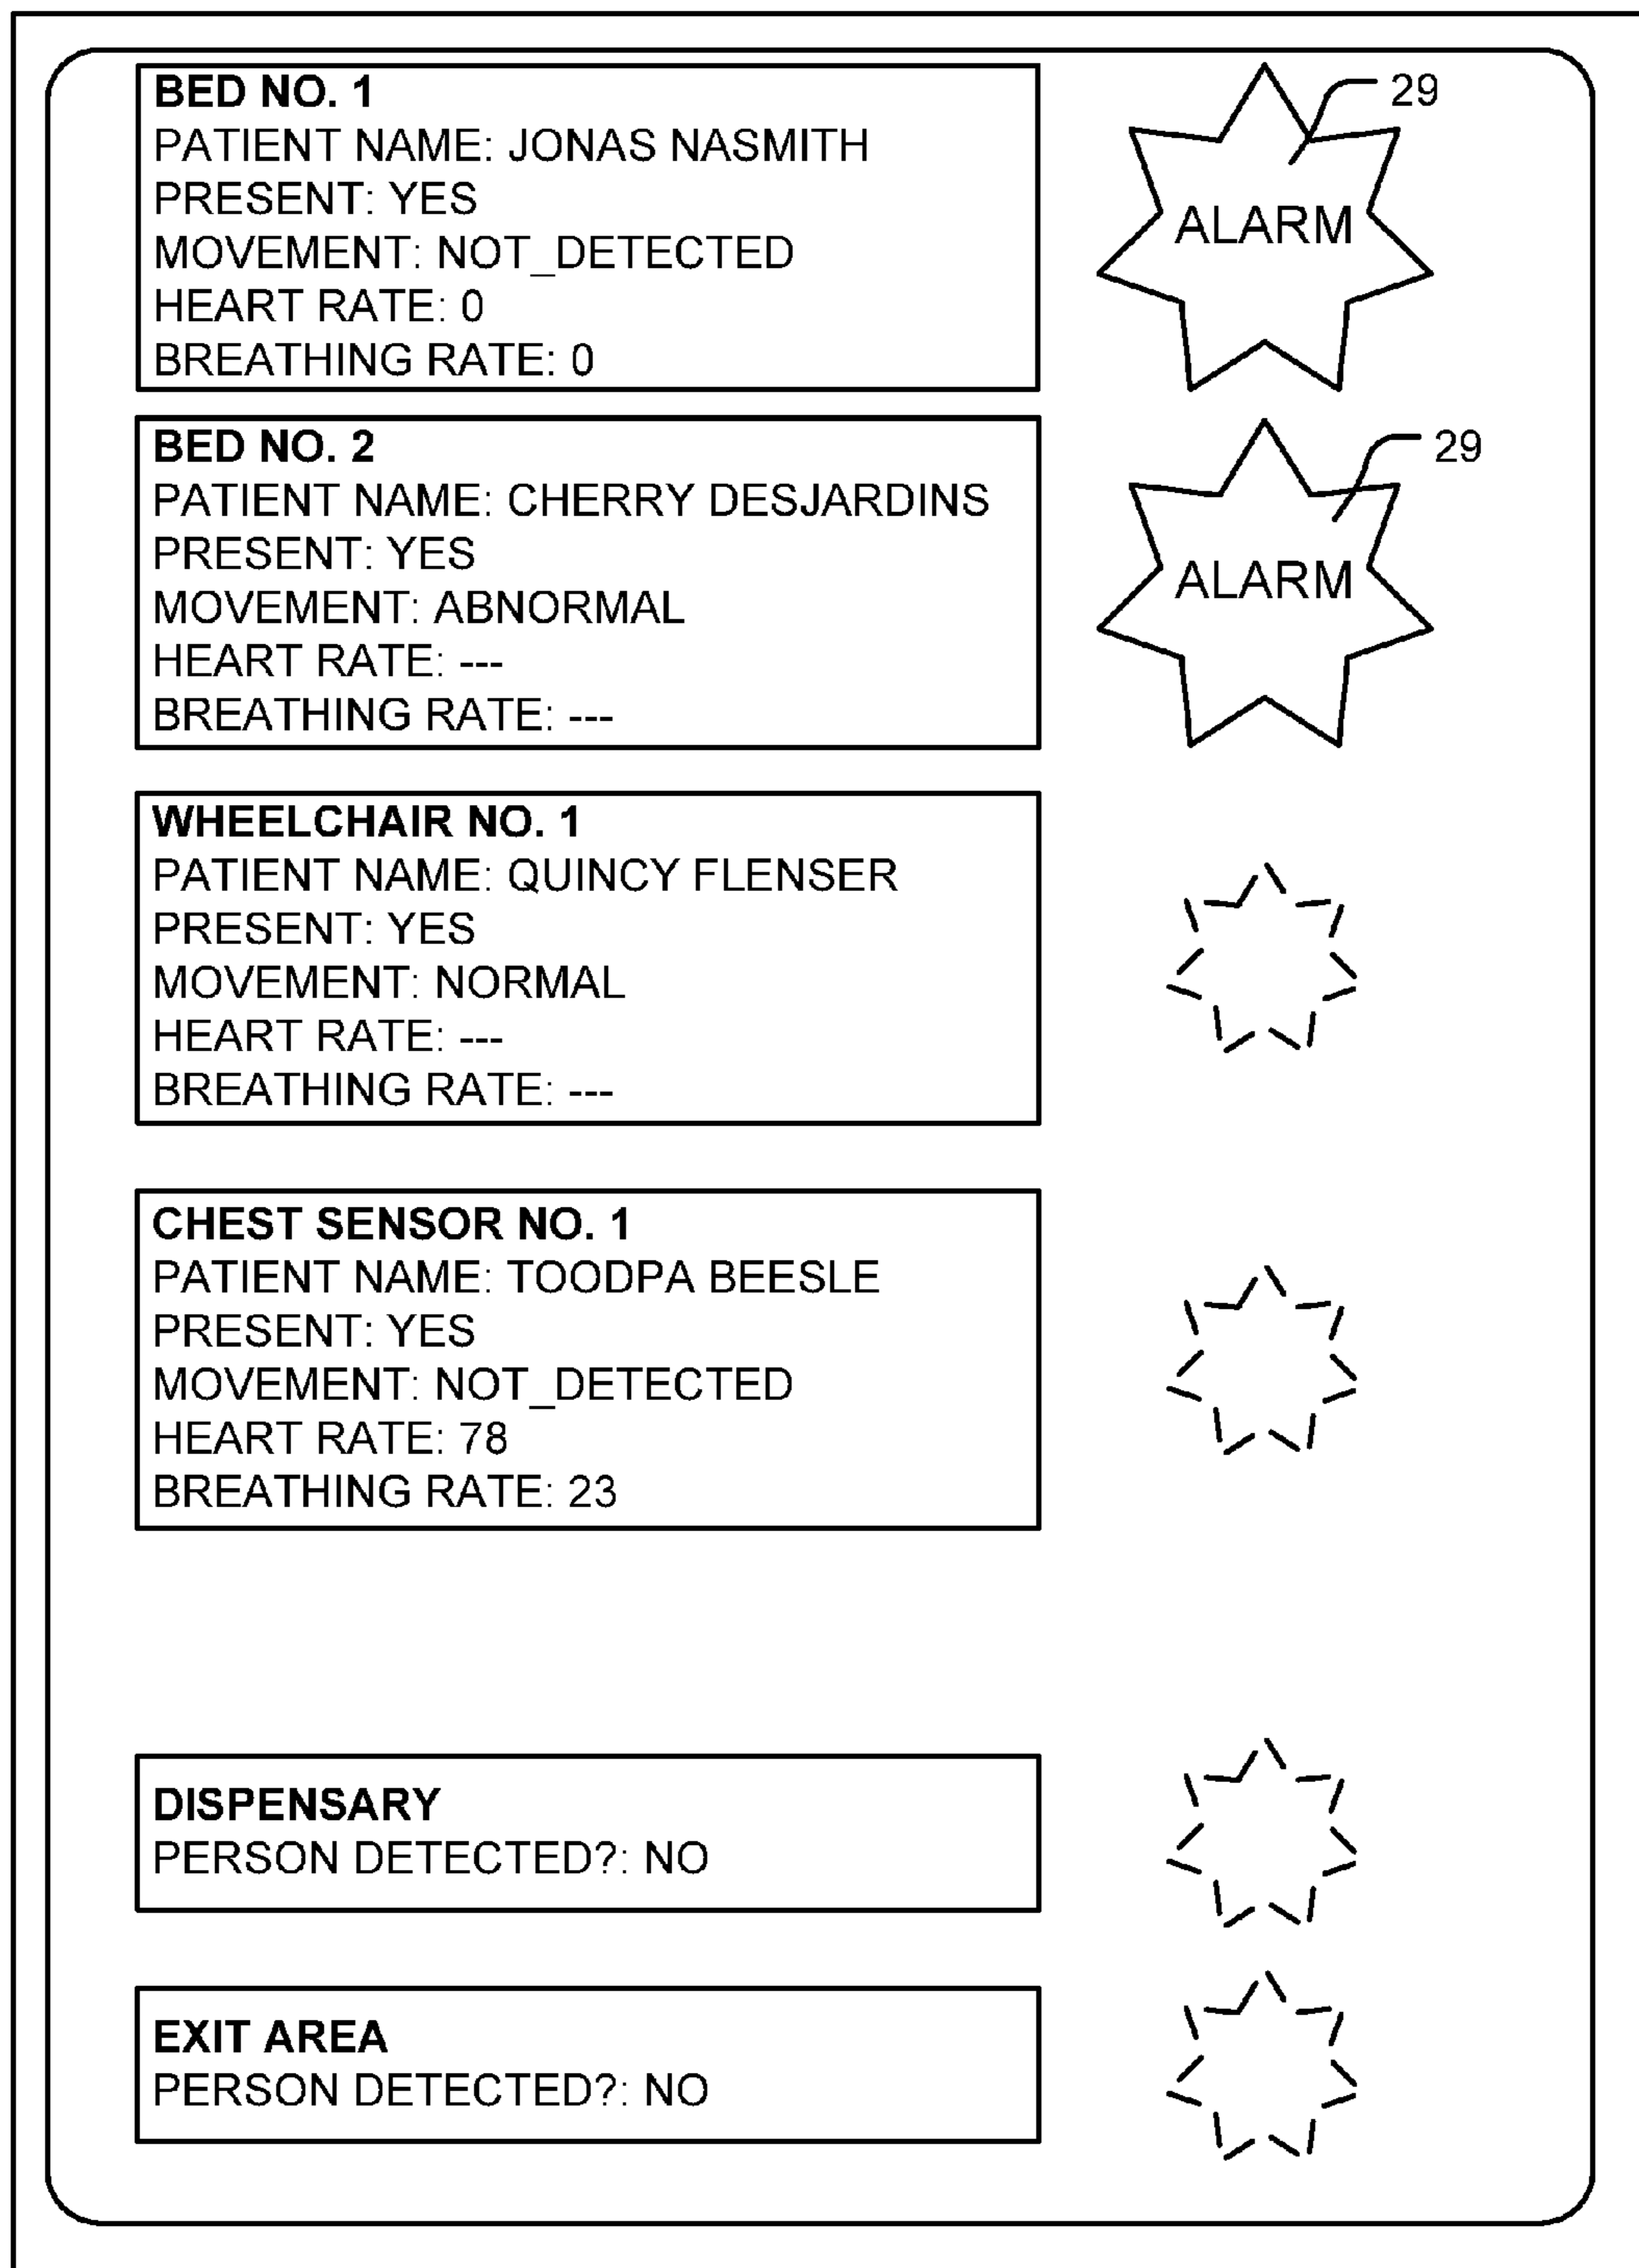 BED NO. 1
PATIENT NAME: JONAS NASMITH
PRESENT: YES
MOVEMENT: NOT_DETECTED
HEART RATE: 0
BREATHING RATE: 0
29
ALARM
BED NO. 2
PATIENT NAME: CHERRY DESJARDINS
PRESENT: YES
MOVEMENT: ABNORMAL
HEART RATE: ---
BREATHING RATE: ---
29
ALARM
WHEELCHAIR NO. 1
PATIENT NAME: QUINCY FLENSER
PRESENT: YES
MOVEMENT: NORMAL
HEART RATE: ---
BREATHING RATE: ---
CHEST SENSOR NO. 1
PATIENT NAME: TOODPA BEESLE
PRESENT: YES
MOVEMENT: NOT_DETECTED
HEART RATE: 78
BREATHING RATE: 23
DISPENSARY
PERSON DETECTED?: NO
EXIT AREA
PERSON DETECTED?: NO